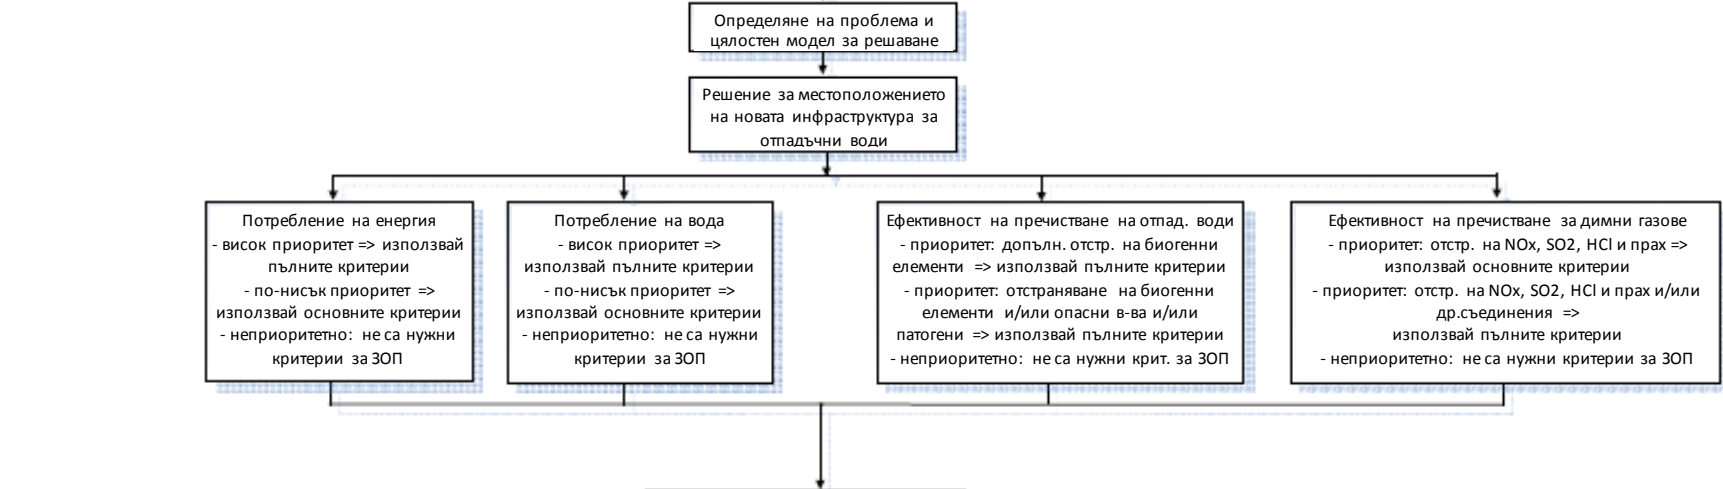 Определяне на проблема и
цялостен модел за решаване
Решение за местоположението
на новата инфраструктура за
отпадъчни води
Потребление на енергия
- висок приоритет => използвай
пълните критерии
- по-нисък приоритет =>
използвай основните критерии
- неприоритетно: не са нужни
критерии за ЗОП
Потребление на вода
- висок приоритет =>
използвай пълните критерии
- по-нисък приоритет =>
използвай основните критерии
- неприоритетно: не са нужни
критерии за ЗОП
Ефективност на пречистване на отпад. води
- приоритет: допълн. отстр. на биогенни
елементи => използвай пълните критерии
- приоритет: отстраняване на биогенни
елементи и/или опасни в-ва и/или
патогени => използвай пълните критерии
- неприоритетно: не са нужни крит. за ЗОП
Ефективност на пречистване за димни газове
- приоритет: отстр. на NOx, SO2, HCl и прах =>
използвай основните критерии
- приоритет: отстр. на NOx, SO2, HCl и прах и/или
др.съединения =>
използвай пълните критерии
- неприоритетно: не са нужни критерии за ЗОП